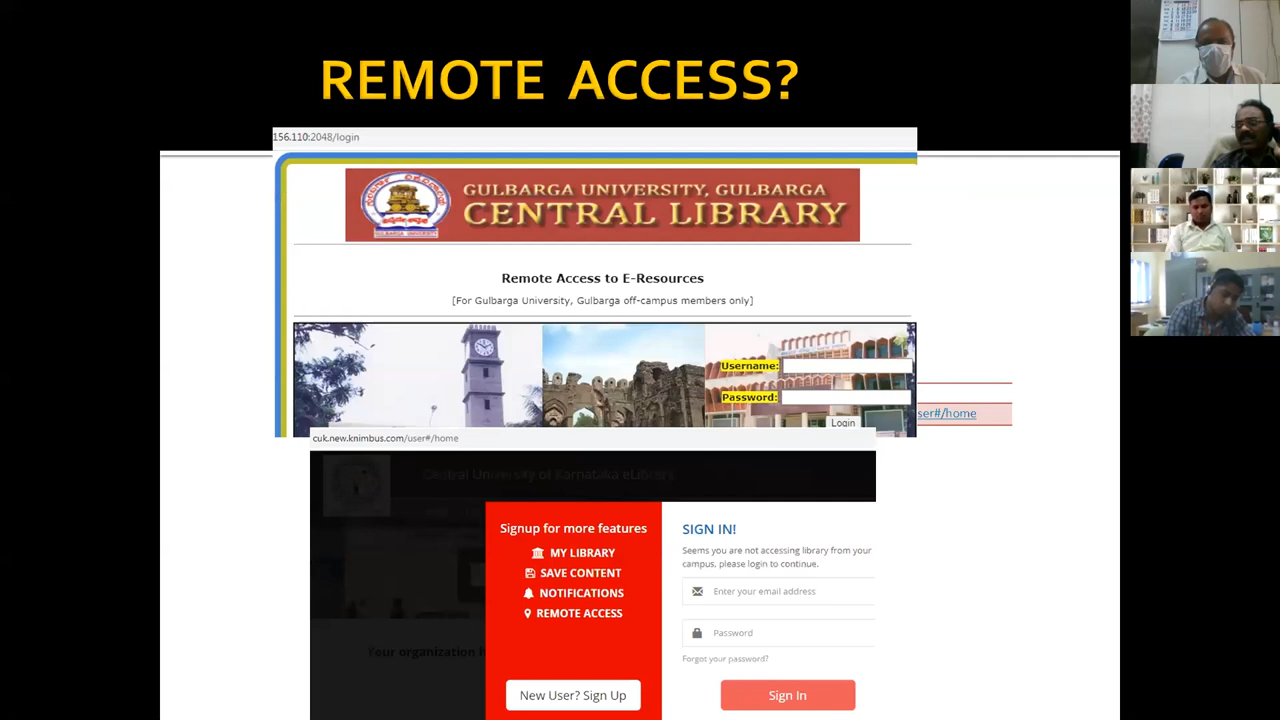 REMOTE ACCESS?
156.110:2048/login
GULBARGA UNIVERSITY, GULBARGA
CENTRAL LIBRARY
GULBARGA UNIVERSITY
Remote Access to E-Resources
[For Gulbarga University, Gulbarga off-campus members only]
Username:
Password:
Login
ser#/home
cuk.new.knimbus.com/user#/home
Central University of Karnataka eLibrary
Signup for more features
MY LIBRARY
SAVE CONTENT
NOTIFICATIONS
REMOTE ACCESS
New User? Sign Up
SIGN IN!
Seems you are not accessing library from your
campus, please login to continue.
Enter your email address
Password
Forgot your password?
Sign In
Your organization h